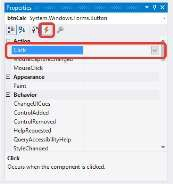 Properties
btnCalc System.Windows.Forms.Button
Action
Click
MouseCaptureChanged
MouseClick
Appearance
Paint
Behavior
ChangeUICues
ControlAdded
ControlRemoved
HelpRequested
QueryAccessibilityHelp
StyleChanged
Click
Occurs when the component is clicked.